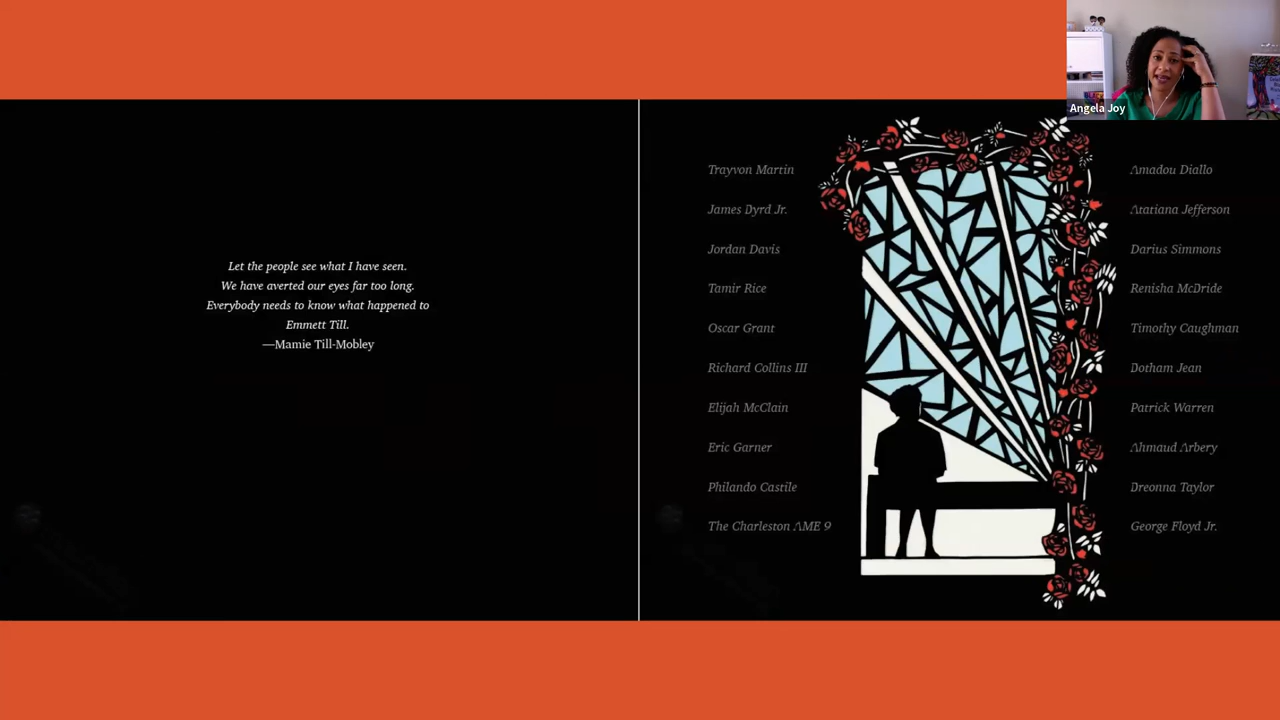 Angela Joy
Let the people see what I have seen.
We have averted our eyes far too long.
Everybody needs to know what happened to
Emmett Till.
—Mamie Till-Mobley
Trayvon Martin
James Byrd Jr.
Jordan Davis
Tamir Rice
Oscar Grant
Richard Collins III
Elijah McClain
Eric Garner
Philando Castile
The Charleston AME 9
Amadou Diallo
Atatiana Jefferson
Darius Simmons
Renisha McBride
Timothy Caughman
Botham Jean
Patrick Warren
Ahmaud Arbery
Breonna Taylor
George Floyd Jr.